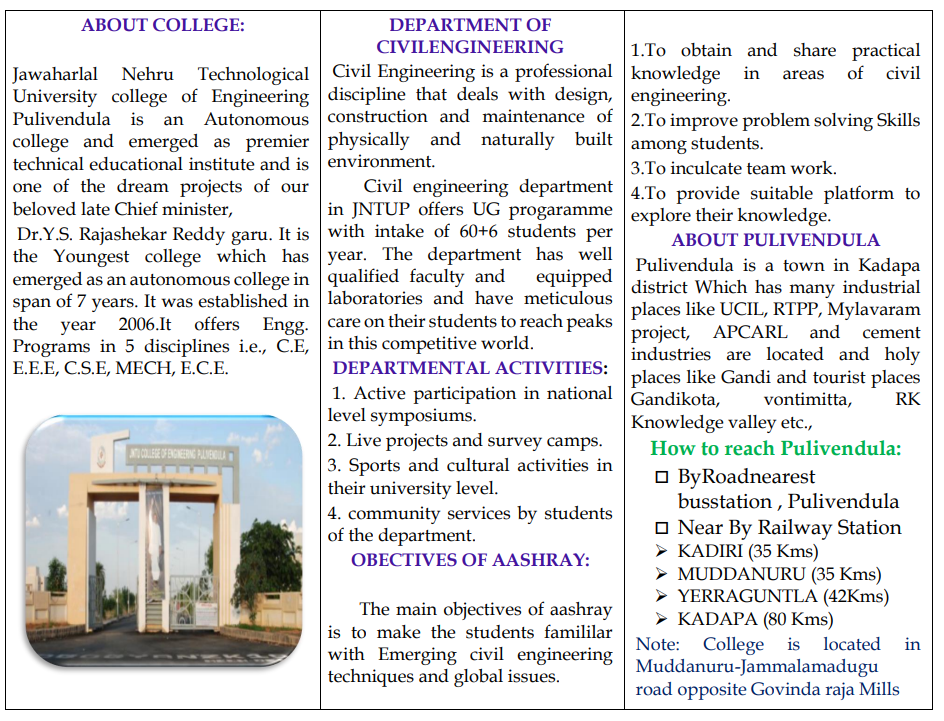 ABOUT COLLEGE:
Jawaharlal Nehru Technological
University college of Engineering
Pulivendula is an Autonomous
college and emerged as premier
technical educational institute and is
one of the dream projects of our
beloved late Chief minister,
Dr.Y.S. Rajashekar Reddy garu. It is
the Youngest college which has
emerged as an autonomous college in
span of 7 years. It was established in
the year 2006.It offers Engg.
Programs in 5 disciplines i.e., C.E,
E.E.E, C.S.E, MECH, E.C.E.
JNTU COLLEGE OF ENGINEERING PULIVENDULA
DEPARTMENT OF
CIVILENGINEERING
Civil Engineering is a professional
discipline that deals with design,
construction and maintenance of
physically and naturally built
environment.
Civil engineering department
in JNTUP offers UG progaramme
with intake of 60+6 students per
year. The department has well
qualified faculty and equipped
laboratories and have meticulous
care on their students to reach peaks
in this competitive world.
DEPARTMENTAL ACTIVITIES:
1. Active participation in national
level symposiums.
2. Live projects and survey camps.
3. Sports and cultural activities in
their university level.
4. community services by students
of the department.
OBECTIVES OF AASHRAY:
The main objectives of aashray
is to make the students famililar
with Emerging civil engineering
techniques and global issues.
1.To obtain and share practical
knowledge in areas of civil
engineering.
2.To improve problem solving Skills
among students.
3.To inculcate team work.
4.To provide suitable platform to
explore their knowledge.
ABOUT PULIVENDULA
Pulivendula is a town in Kadapa
district Which has many industrial
places like UCIL, RTPP, Mylavaram
project, APCARL and cement
industries are located and holy
places like Gandi and tourist places
Gandikota, vontimitta, RK
Knowledge valley etc.,
How to reach Pulivendula:
ByRoadnearest
busstation , Pulivendula
Near By Railway Station
KADIRI (35 Kms)
MUDDANURU (35 Kms)
YERRAGUNTLA (42Kms)
KADAPA (80 Kms)
Note: College is located in
Muddanuru-Jammalamadugu
road opposite Govinda raja Mills